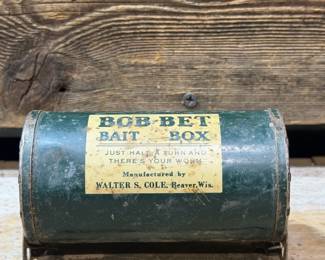 BOB-BET
BAIT BOX
JUST HALF A TURN AND
THERE'S YOUR WORM
Manufactured by
WALTER S. COLE, Beaver, Wis.